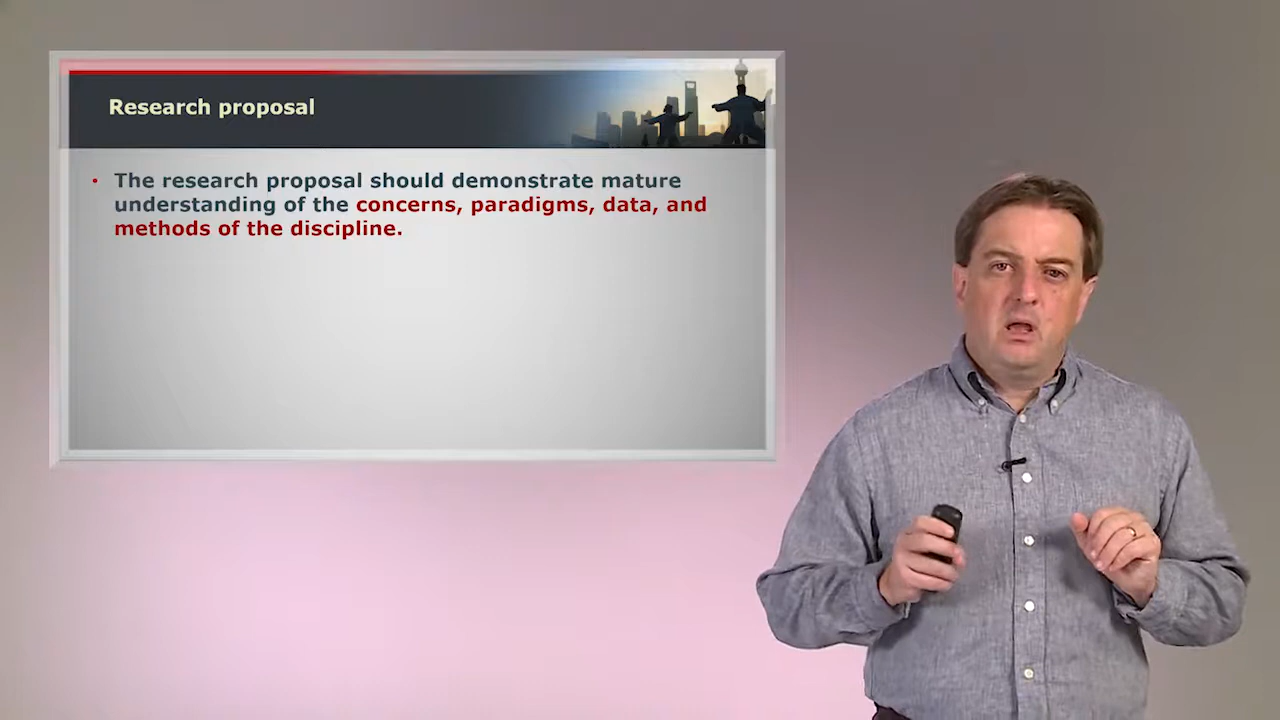 Research proposal
• The research proposal should demonstrate mature
understanding of the concerns, paradigms, data, and
methods of the discipline.